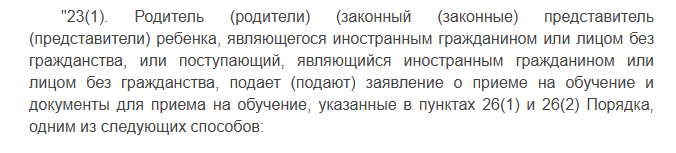 "23(1). Родитель (родители) (законный (законные) представитель
(представители) ребенка, являющегося иностранным гражданином или лицом без
гражданства, или поступающий, являющийся иностранным гражданином или
лицом без гражданства, подает (подают) заявление о приеме на обучение и
документы для приема на обучение, указанные в пунктах 26(1) и 26(2) Порядка,
одним из следующих способов: